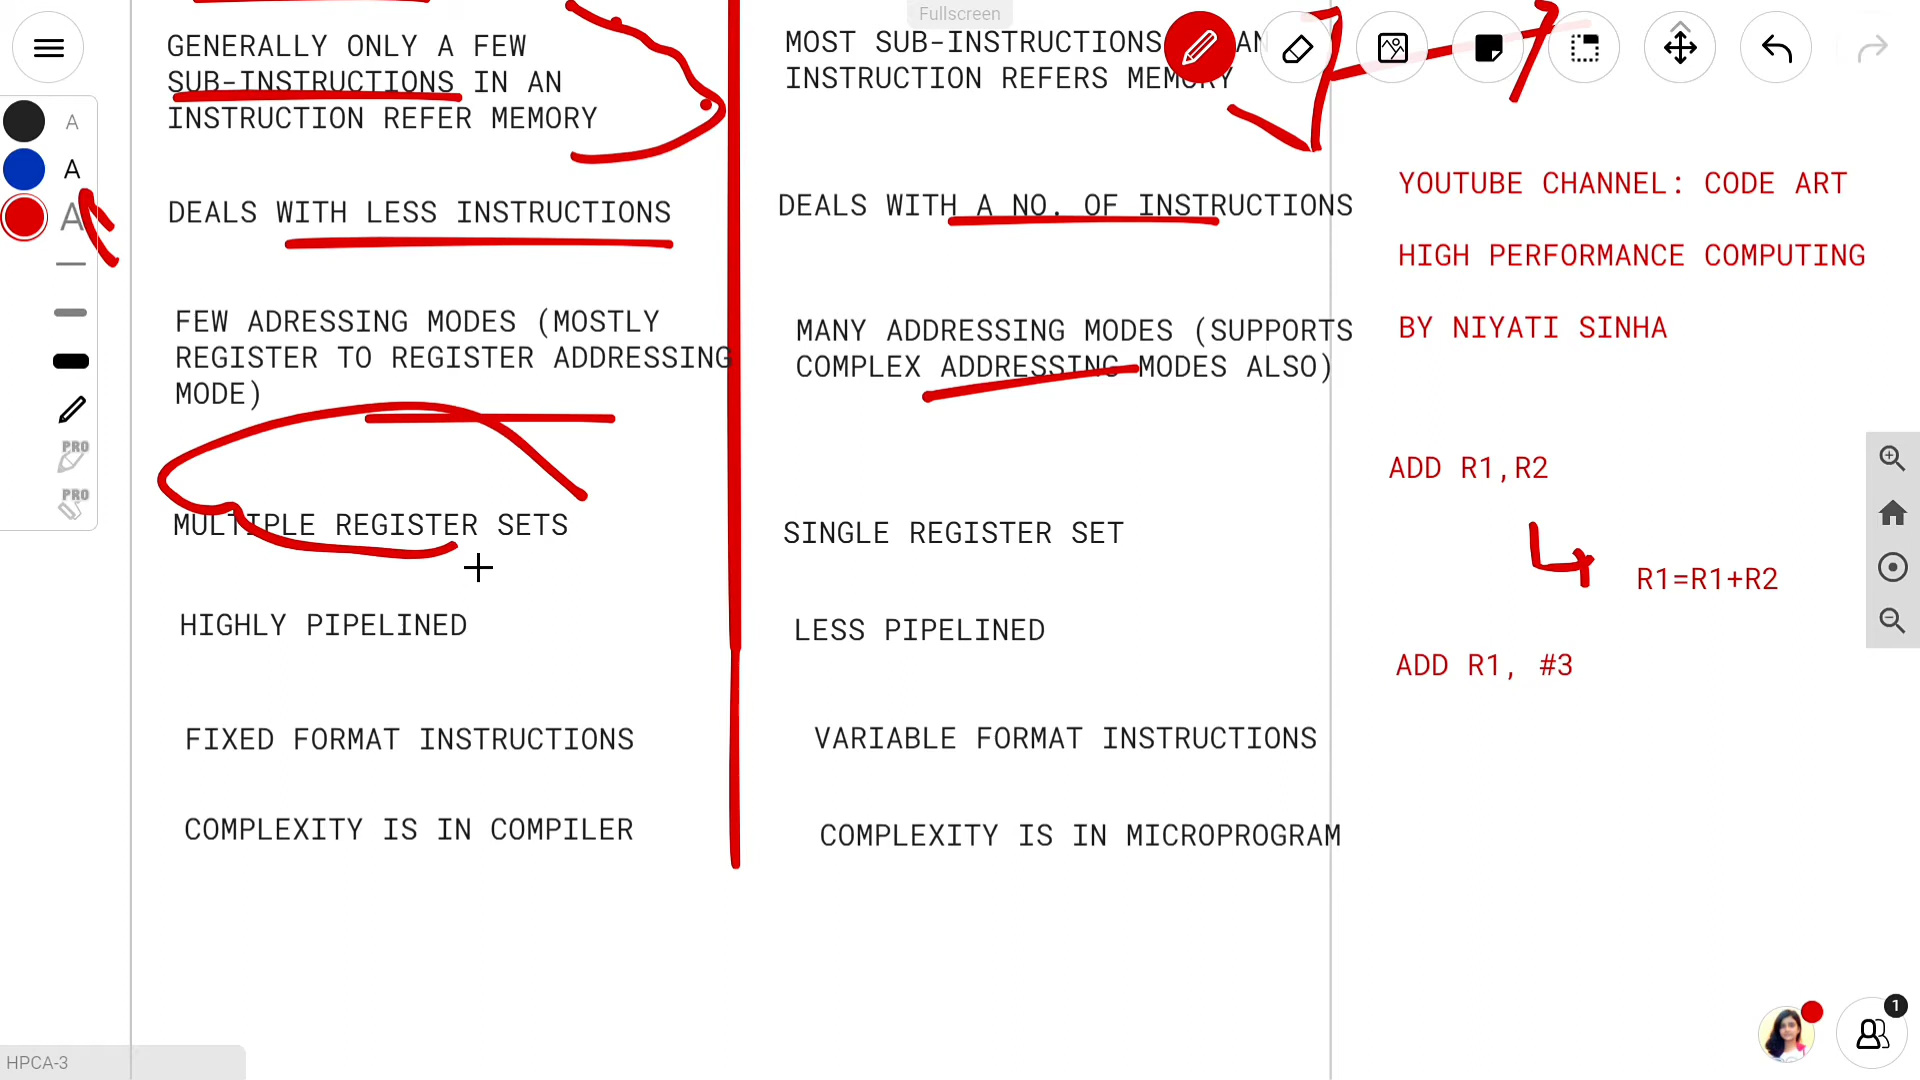 Fullscreen
GENERALLY ONLY A FEW
SUB-INSTRUCTIONS IN AN
INSTRUCTION REFER MEMORY
DEALS WITH LESS INSTRUCTIONS
FEW ADRESSING MODES (MOSTLY
REGISTER TO REGISTER ADDRESSING
MODE)
MULTIPLE REGISTER SETS
HIGHLY PIPELINED
FIXED FORMAT INSTRUCTIONS
COMPLEXITY IS IN COMPILER
MOST SUB-INSTRUCTIONS AN
INSTRUCTION REFERS MEMORY
DEALS WITH A NO. OF INSTRUCTIONS
MANY ADDRESSING MODES (SUPPORTS
COMPLEX ADDRESSING MODES ALSO)
SINGLE REGISTER SET
LESS PIPELINED
VARIABLE FORMAT INSTRUCTIONS
COMPLEXITY IS IN MICROPROGRAM
YOUTUBE CHANNEL: CODE ART
HIGH PERFORMANCE COMPUTING
BY NIYATI SINHA
ADD R1,R2
R1=R1+R2
ADD R1, #3
A
A
A
PRO
PRO
HPCA-3
1